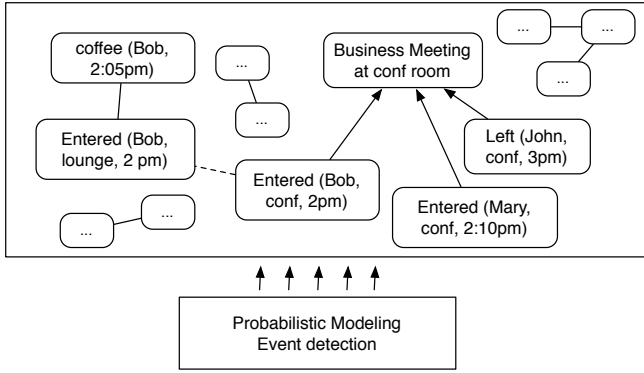 coffee (Bob,
2:05pm)
...
...
Business Meeting
at conf room
...
...
...
Entered (Bob,
lounge, 2 pm)
Entered (Bob,
conf, 2pm)
Left (John,
conf, 3pm)
Entered (Mary,
conf, 2:10pm)
...
...
Probabilistic Modeling
Event detection